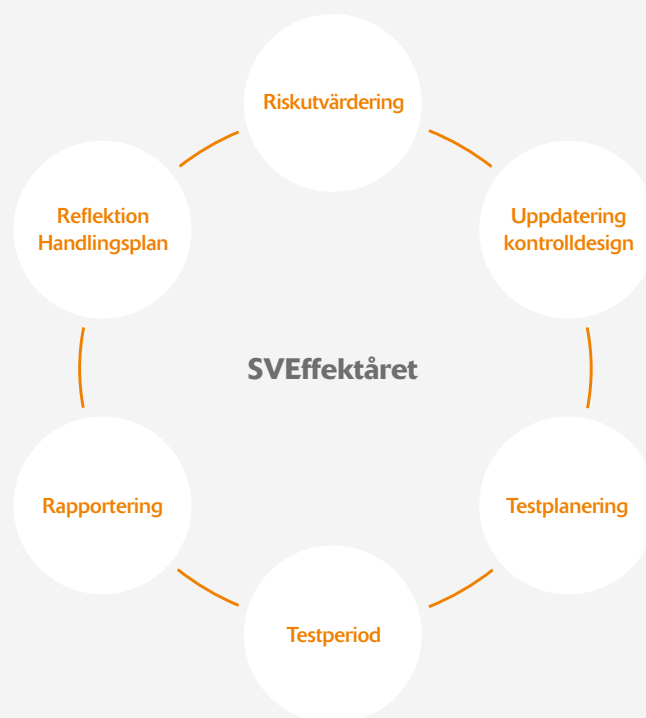 Riskutvärdering
Uppdatering
kontrolldesign
Testplanering
Testperiod
Rapportering
Reflektion
Handlingsplan
SVEffektåret